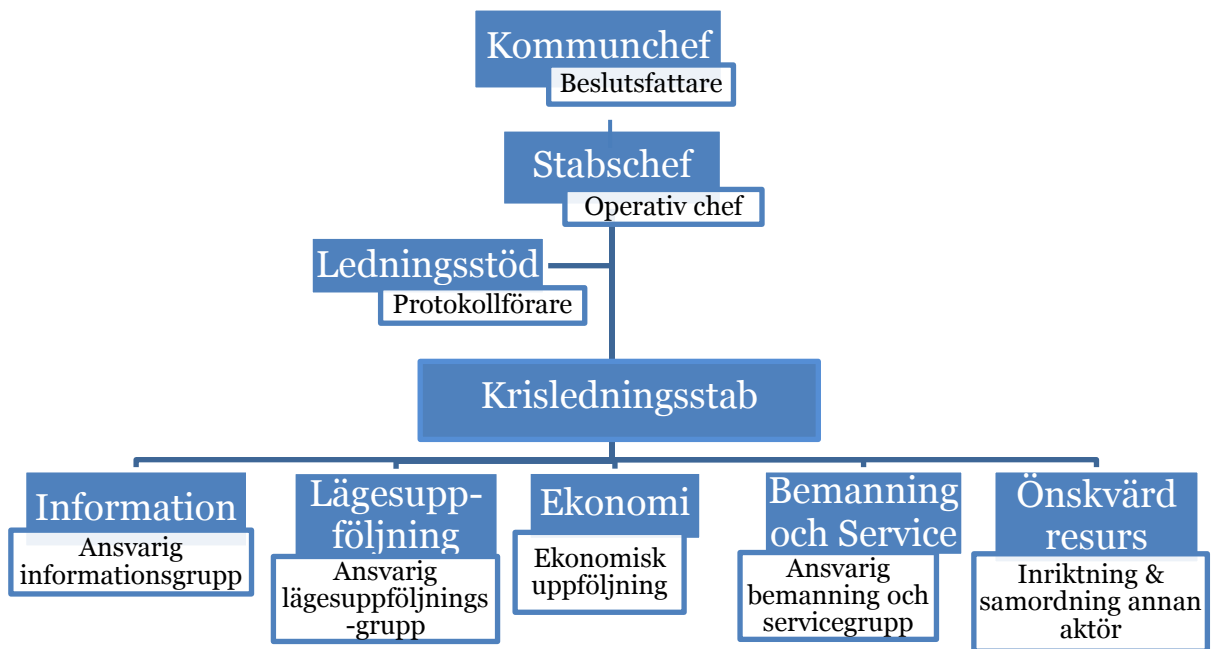 Kommunchef
Beslutsfattare
Stabschef
Operativ chef
Ledningsstöd
Protokollförare
Krisledningsstab
Information
Ansvarig
informationsgrupp
Lägesupp-
följning
Ansvarig
lägesuppföljnings
-grupp
Ekonomi
Ekonomisk
uppföljning
Bemanning
och Service
Ansvarig
bemanning och
servicegrupp
Önskvärd
resurs
Inriktning &
samordning annan
aktör